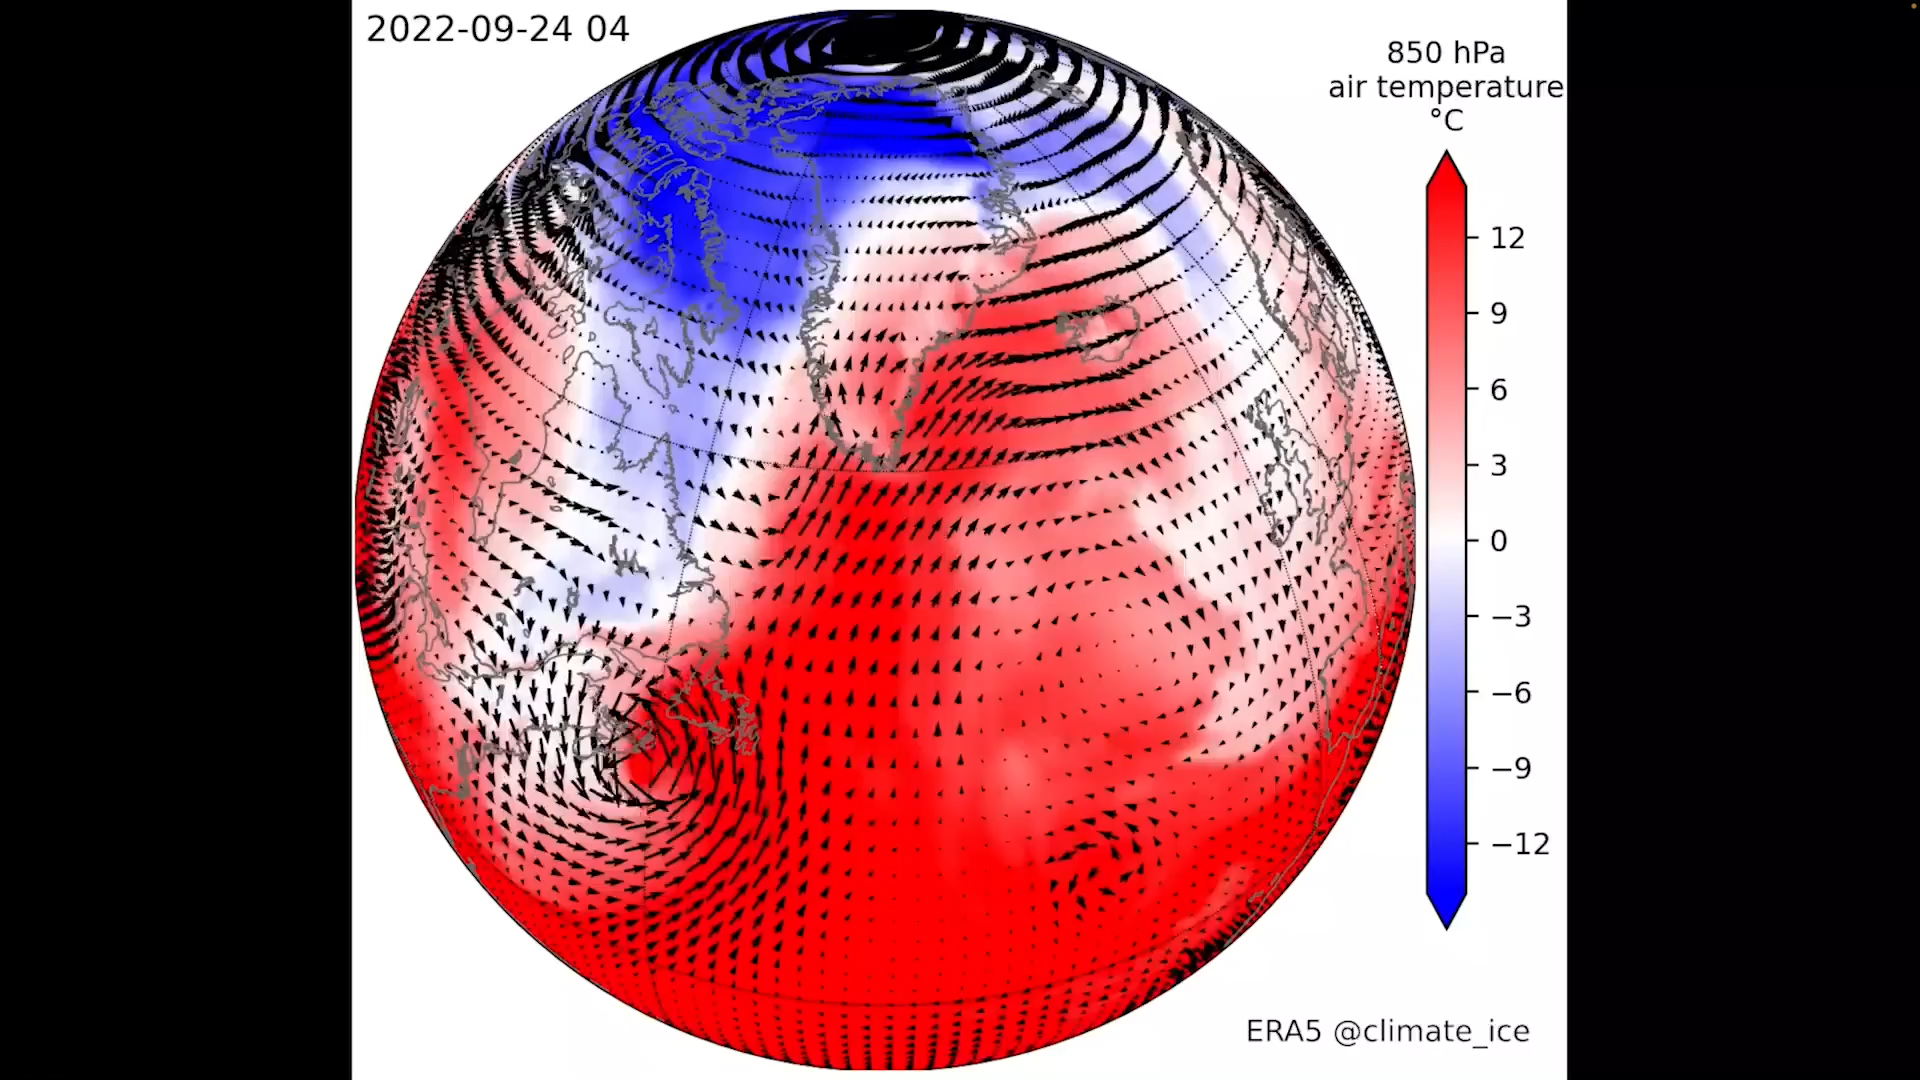 2022-09-24 04
850 hPa
air temperature
°C
12
9
6
3
0
−3
−6
−9
−12
ERA5 @climate_ice